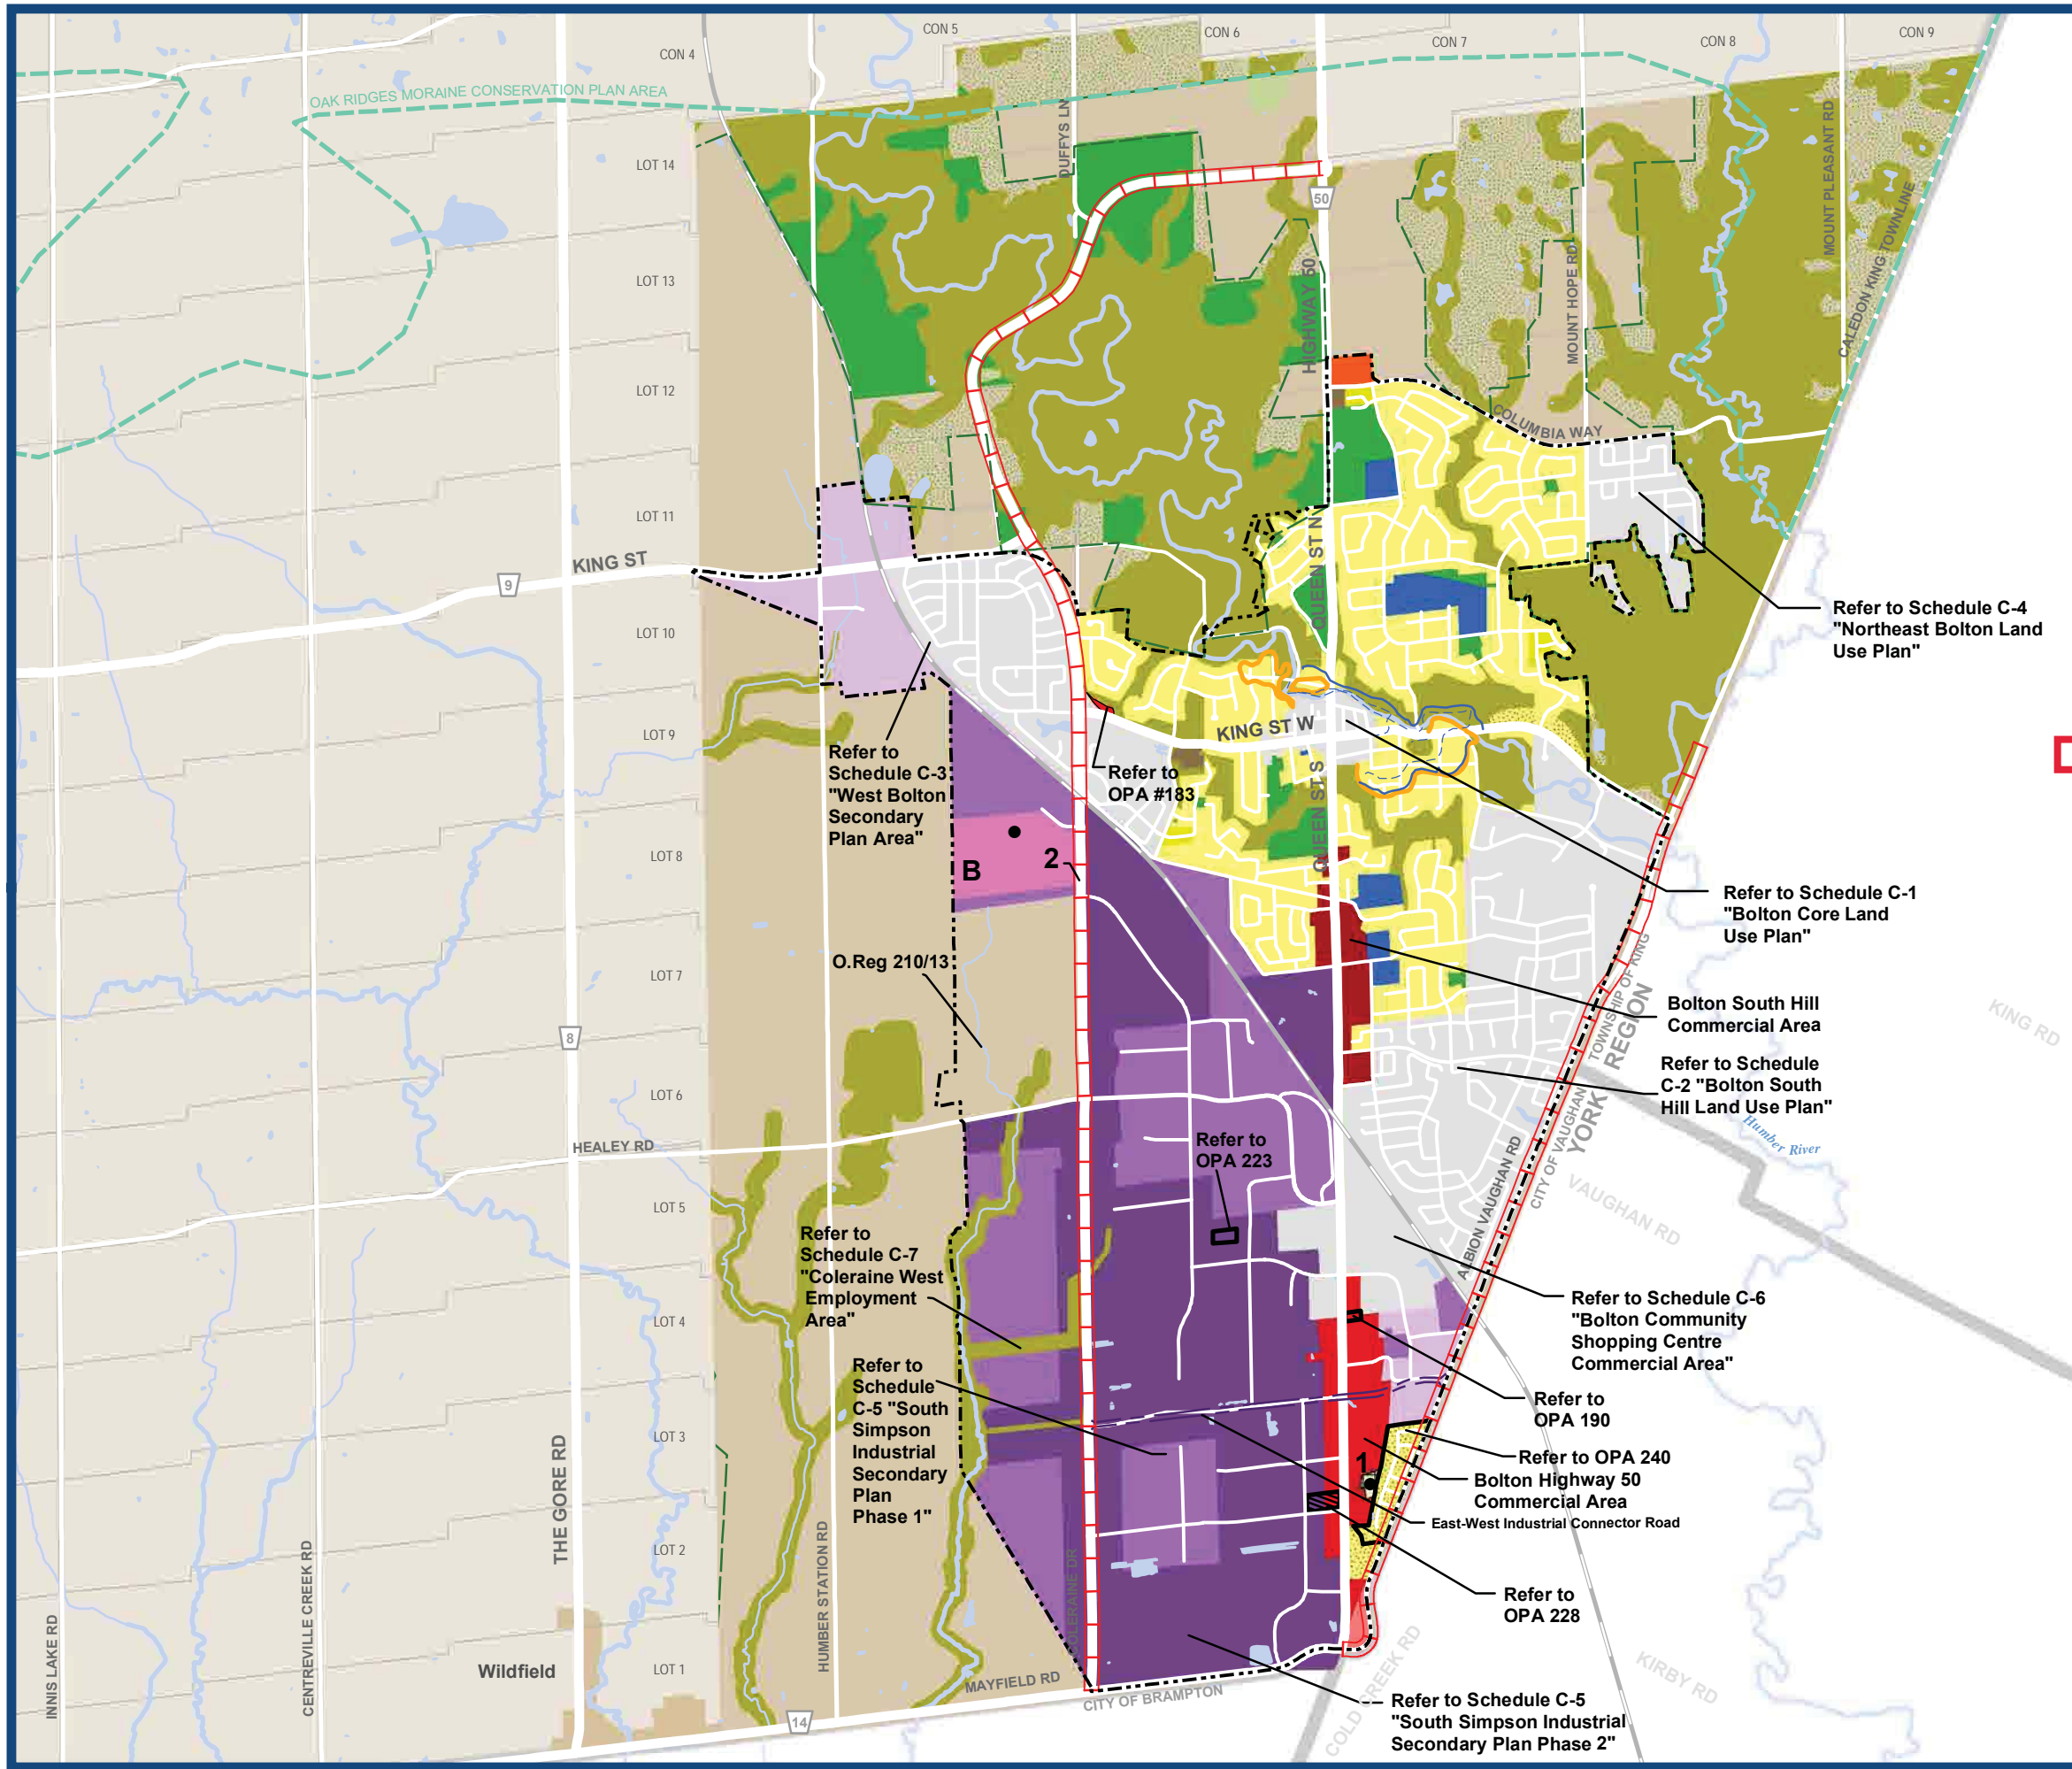 CON 4
CON 5
CON 6
CON 7
CON 8
CON 9
OAK RIDGES MORAINE CONSERVATION PLAN AREA
DUFFYS LN
MOUNT PLEASANT RD
LOT 14
50
CALEDON KING TOWNLINE
MOUNT HOPE RD
HIGHWAY 50
LOT 13
LOT 12
COLUMBIA WAY
LOT 11
QUEEN ST N
KING ST
9
Refer to Schedule C-4
"Northeast Bolton Land
Use Plan"
LOT 10
LOT 9
KING ST W
Refer to
Schedule C-3
"West Bolton
Secondary
Plan Area"
Refer to
OPA #183
QUEEN ST S
LOT 8
B
2
Refer to Schedule C-1
"Bolton Core Land
Use Plan"
O.Reg 210/13
LOT 7
Bolton South Hill
Commercial Area
TOWNSHIP OF KING
YORK REGION
KING RD
8
Refer to Schedule
C-2 "Bolton South
Hill Land Use Plan"
LOT 6
HEALEY RD
Refer to
OPA 223
Humber River
CITY OF VAUGHAN
ALBION VAUGHAN RD
VAUGHAN RD
LOT 5
Refer to
Schedule C-7
"Coleraine West
Employment
Area"
LOT 4
Refer to Schedule C-6
"Bolton Community
Shopping Centre
Commercial Area"
Refer to
Schedule
C-5 "South
Simpson
Industrial
Secondary
Plan
Phase 1"
Refer to
OPA 190
LOT 3
Refer to OPA 240
1
Bolton Highway 50
Commercial Area
East-West Industrial Connector Road
THE GORE RD
LOT 2
HUMBER STATION RD
COLERAINE DR
CENTREVILLE CREEK RD
INNIS LAKE RD
Refer to
OPA 228
Wildfield
LOT 1
MAYFIELD RD
CITY OF BRAMPTON
14
COLD CREEK RD
KIRBY RD
Refer to Schedule C-5
"South Simpson Industrial
Secondary Plan Phase 2"